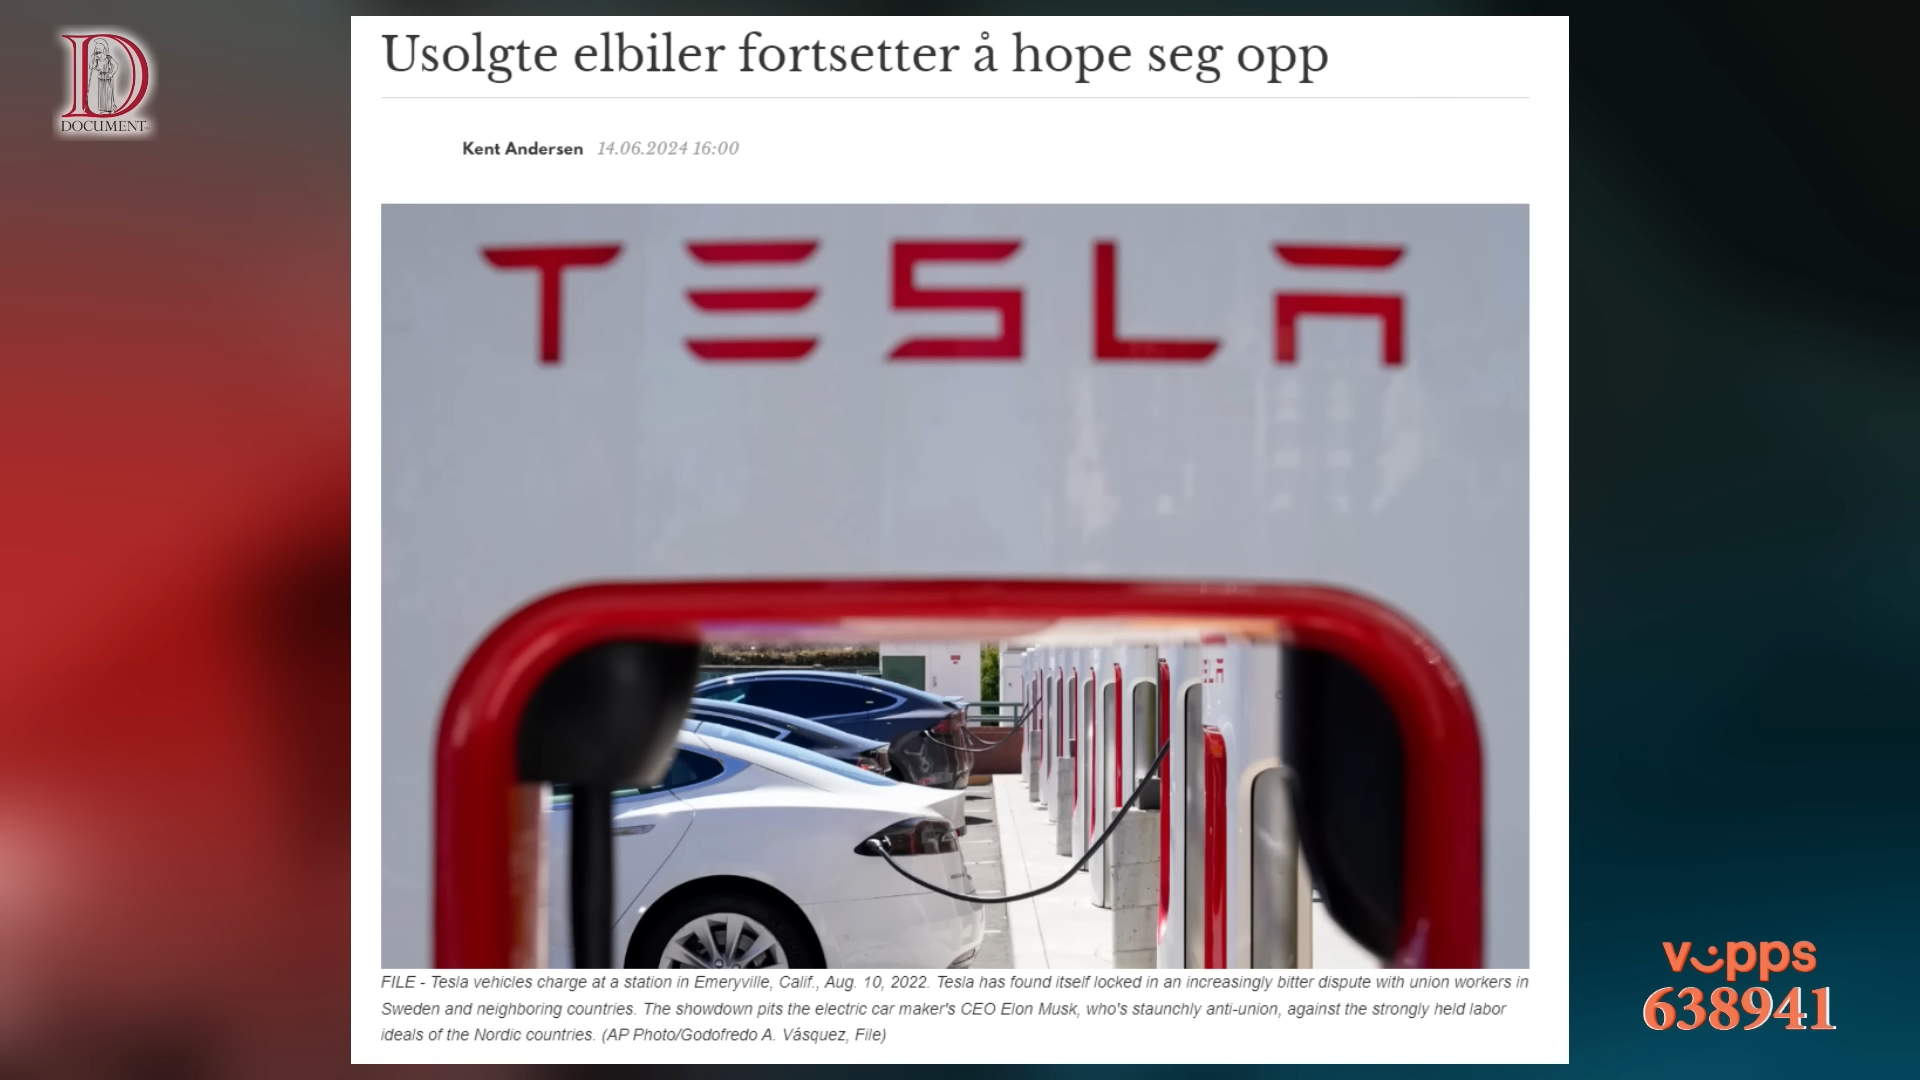 DOCUMENT
Usolgte elbiler fortsetter å hope seg opp
Kent Andersen 14.06.2024 16:00
TESLA
FILE - Tesla vehicles charge at a station in Emeryville, Calif., Aug. 10, 2022. Tesla has found itself locked in an increasingly bitter dispute with union workers in
Sweden and neighboring countries. The showdown pits the electric car maker's CEO Elon Musk, who's staunchly anti-union, against the strongly held labor
ideals of the Nordic countries. (AP Photo/Godofredo A. Vásquez, File)
vipps
638941